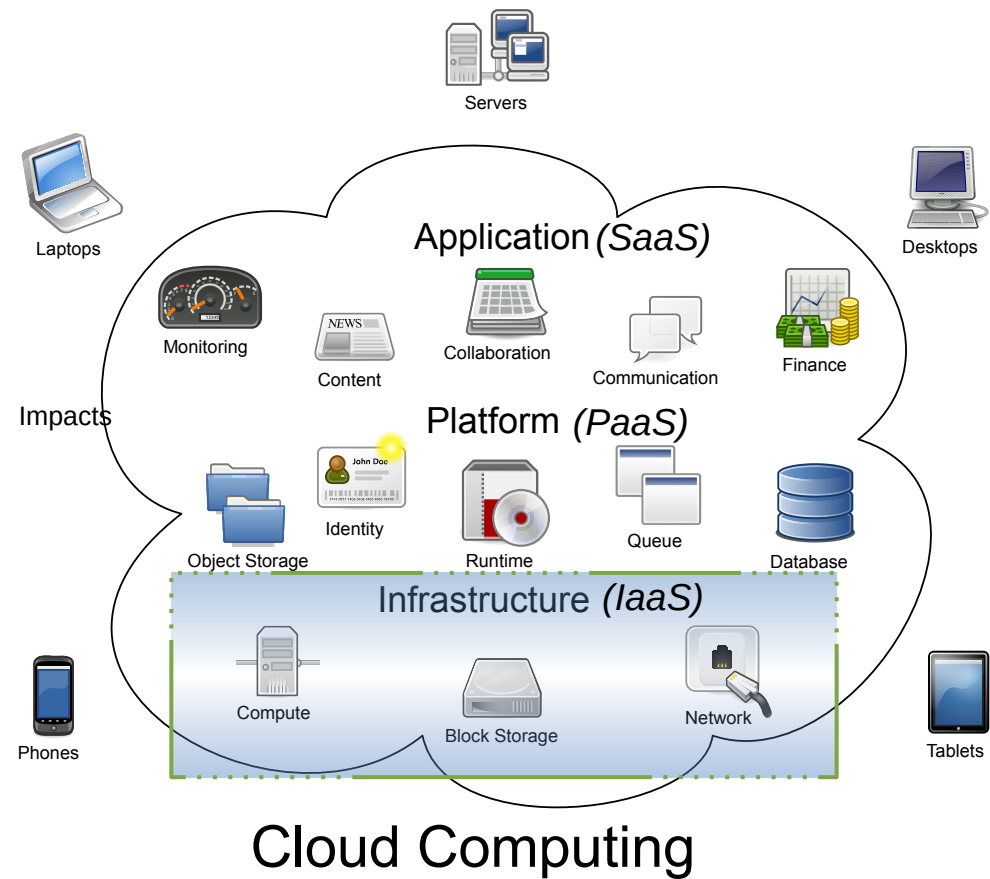 Servers
Laptops
Desktops
Application (SaaS)
Monitoring
NEWS
Content
Collaboration
Communication
Finance
Impacts
Platform (PaaS)
John Doe
Object Storage
Identity
Runtime
Queue
Database
Infrastructure (IaaS)
Compute
Block Storage
Network
Phones
Tablets
Cloud Computing